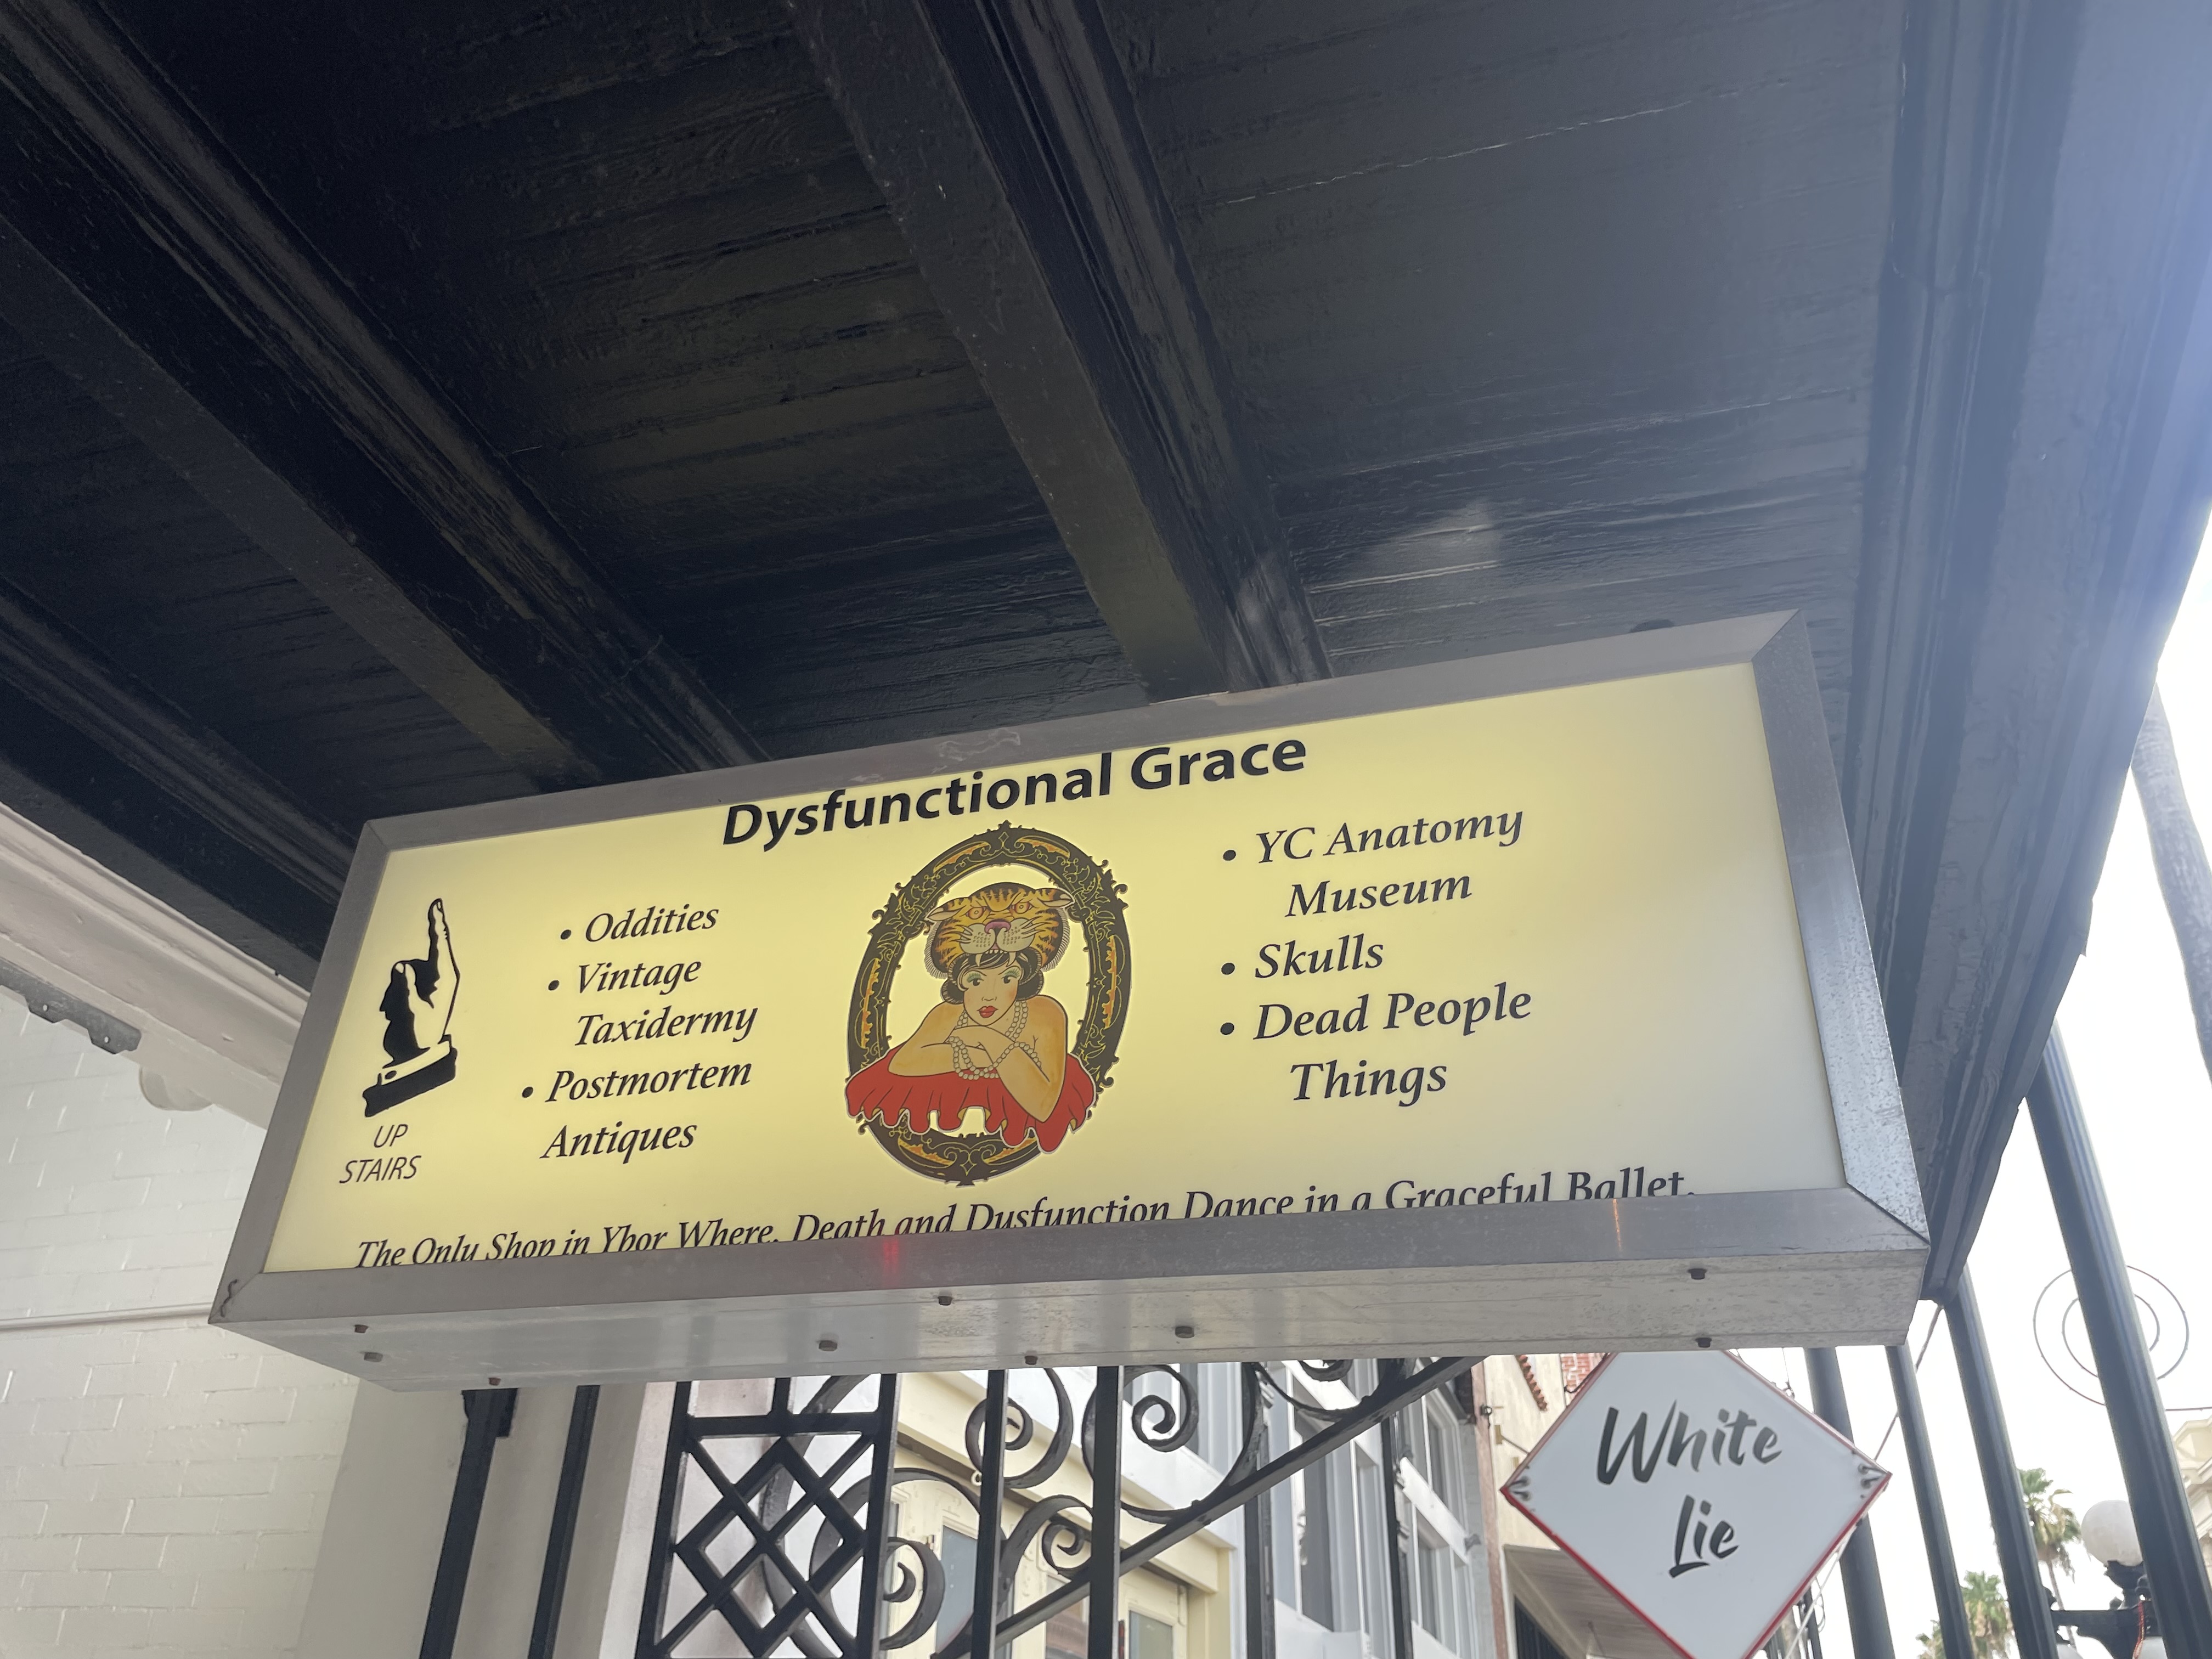 Dysfunctional Grace
• Oddities
• Vintage
Taxidermy
• Postmortem
Antiques
UP
STAIRS
• YC Anatomy
Museum
• Skulls
• Dead People
Things
The Only Shop in Ybor Where, Death and Dysfunction Dance in a Graceful Ballet.
White
Lie